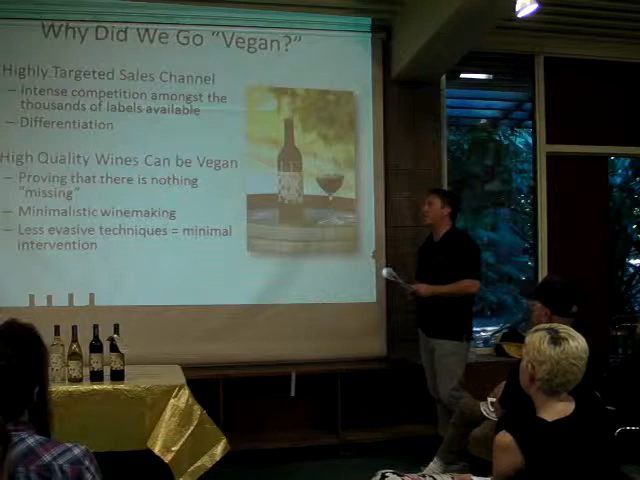 Why Did We Go “Vegan?”
Highly Targeted Sales Channel
– Intense competition amongst the
thousands of labels available
– Differentiation
High Quality Wines Can be Vegan
– Proving that there is nothing
“missing”
– Minimalistic winemaking
– Less evasive techniques = minimal
intervention